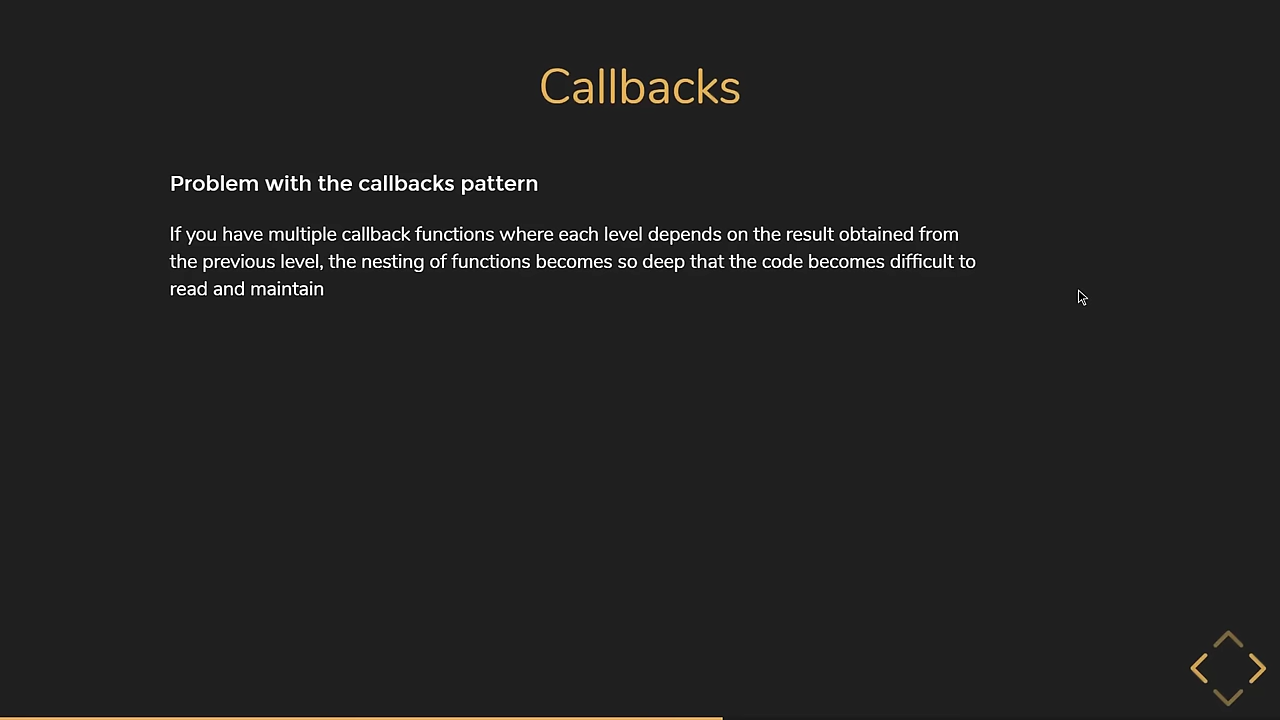 Callbacks
Problem with the callbacks pattern
If you have multiple callback functions where each level depends on the result obtained from
the previous level, the nesting of functions becomes so deep that the code becomes difficult to
read and maintain